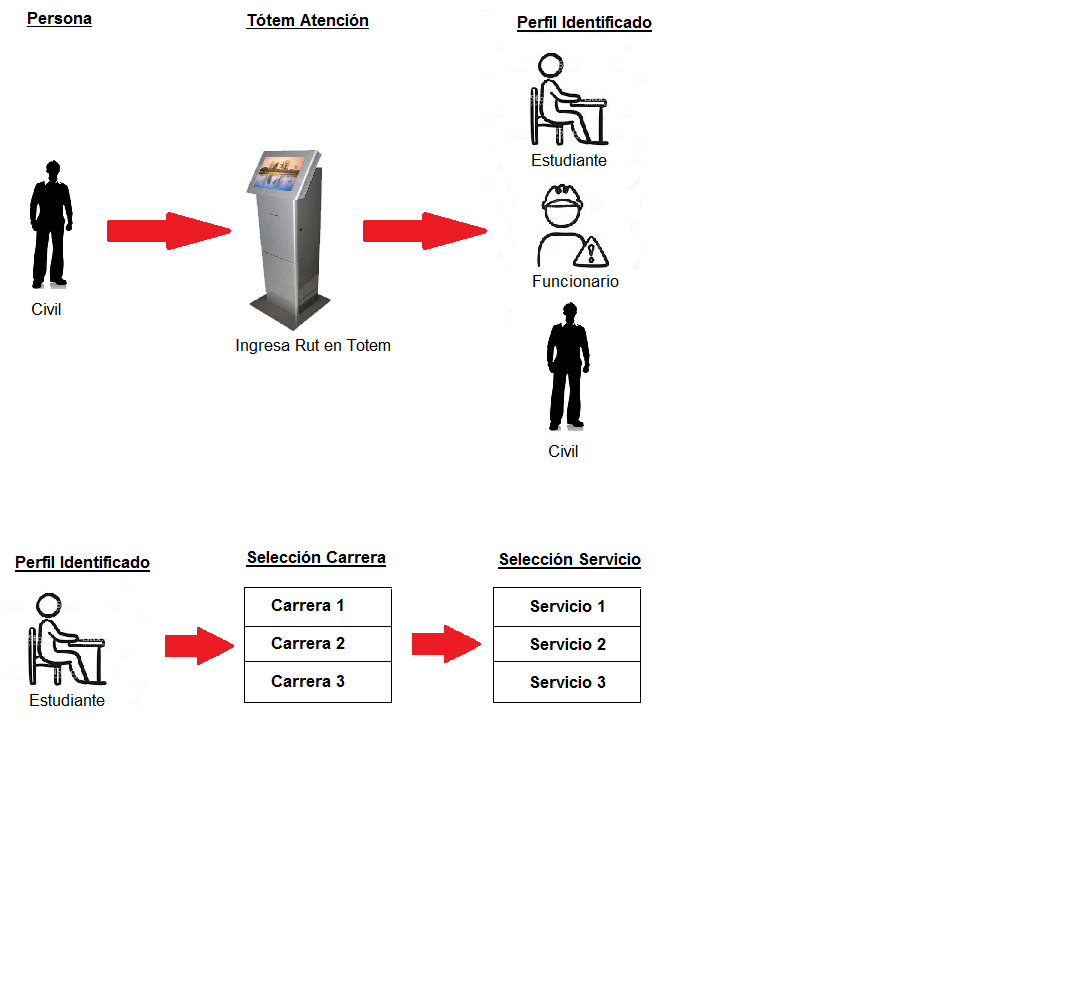 Persona
Tótem Atención
Perfil Identificado
Estudiante
Funcionario
Civil
Ingresa Rut en Totem
Civil
Perfil Identificado
Selección Carrera
Selección Servicio
Carrera 1
Servicio 1
Carrera 2
Servicio 2
Carrera 3
Servicio 3
Estudiante